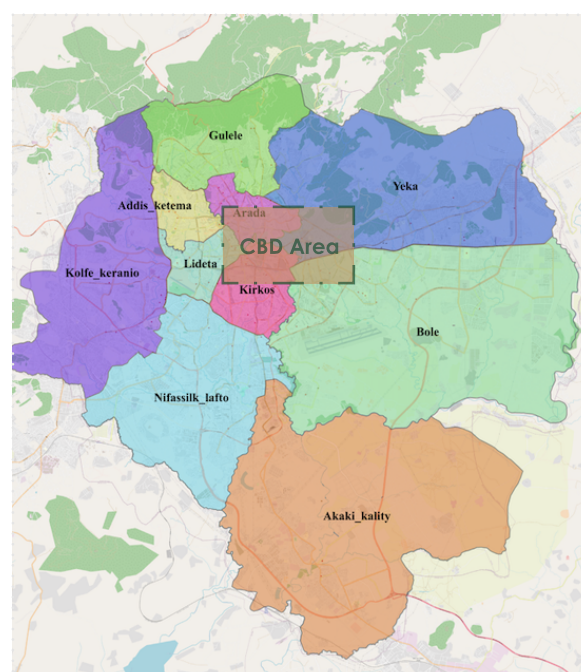 Gulele
Yeka
Addis_ketema
Arada
CBD Area
Lideta
Kolfe_keranio
Kirkos
Bole
Nifassilk_lafto
Akaki_kality